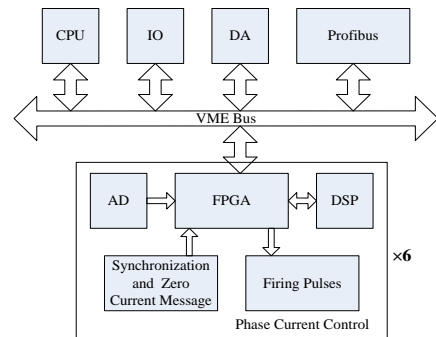 CPU
IO
DA
Profibus
VME Bus
AD
FPGA
DSP
×6
Synchronization
and Zero
Current Message
Firing Pulses
Phase Current Control